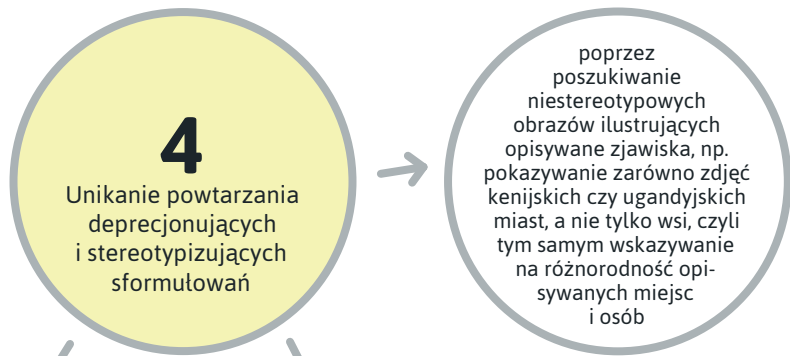 4
Unikanie powtarzania
deprecjonujących
i stereotypizujących
sformułowań
poprzez
poszukiwanie
niestereotypowych
obrazów ilustrujących
opisywane zjawiska, np.
pokazywanie zarówno zdjęć
kenijskich czy ugandyjskich
miast, a nie tylko wsi, czyli
tym samym wskazywanie
na różnorodność opi-
sywanych miejsc
i osób